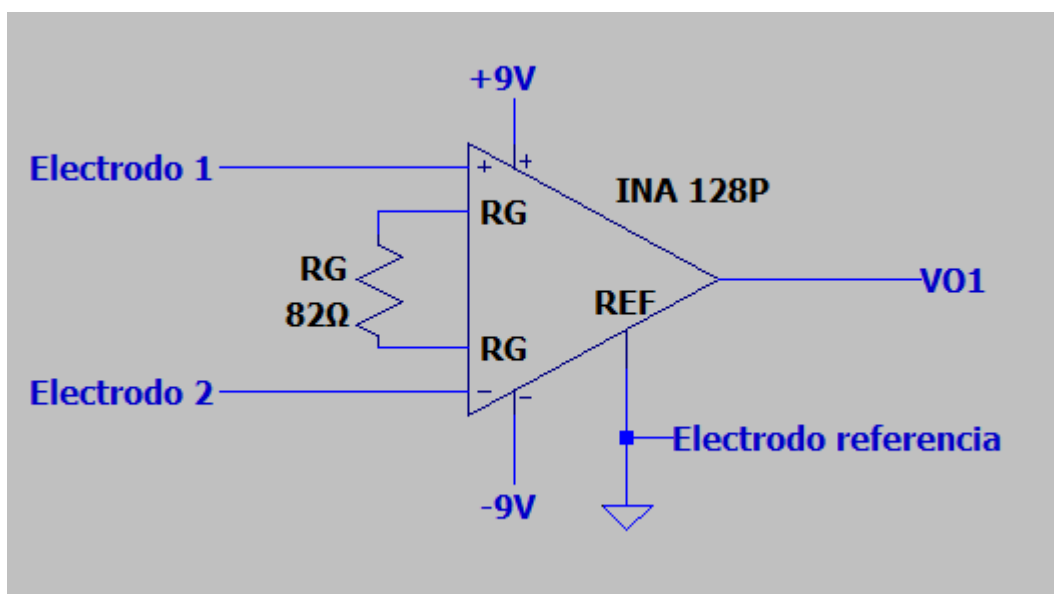 +9V
Electrodo 1
+
+
INA 128P
RG
RG
82Ω
REF
VO1
RG
Electrodo 2
-
-
Electrodo referencia
-9V